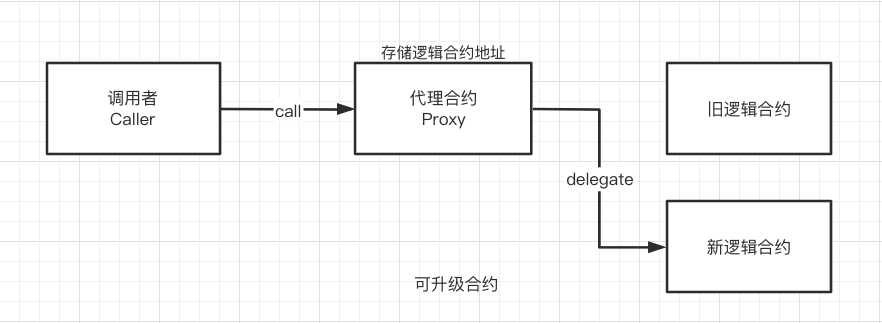 存储逻辑合约地址
调用者
Caller
call
代理合约
Proxy
旧逻辑合约
delegate
新逻辑合约
可升级合约